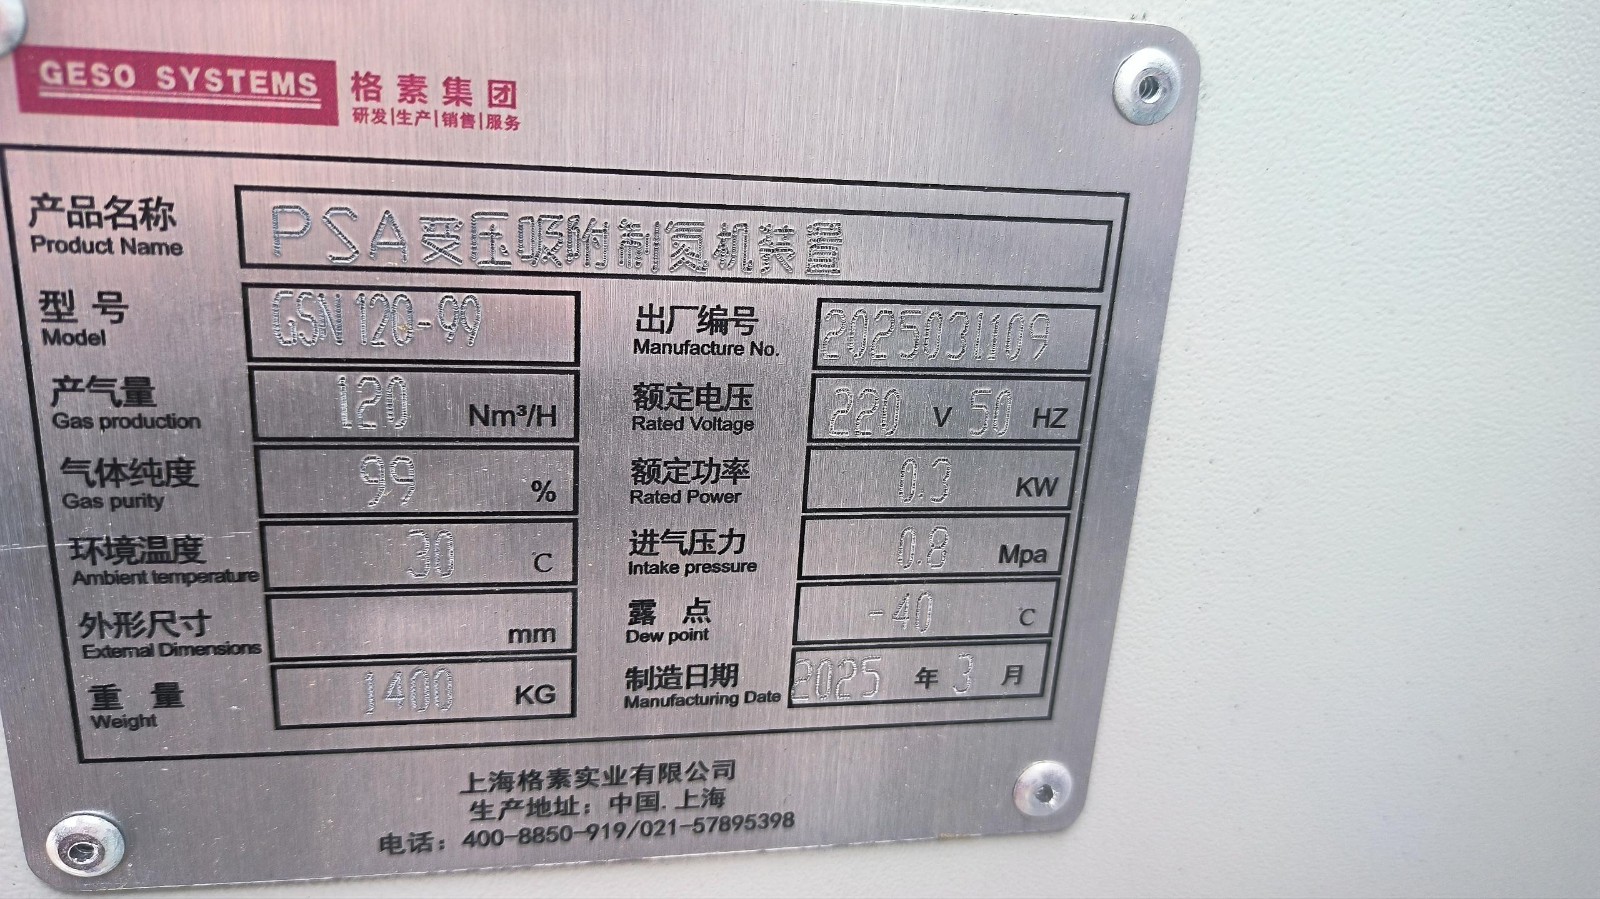 GESO SYSTEMS 格素集团
研发|生产|销售|服务
产品名称 PSA变压吸附制氮机装置
Product Name
型 号 GSN120-99 出厂编号 2025031109
Model Manufacture No.
产气量 120 Nm³/H 额定电压 220 V 50 HZ
Gas production Rated Voltage
气体纯度 99 % 额定功率 0.3 KW
Gas purity Rated Power
环境温度 30 C 进气压力 0.8 Mpa
Ambient temperature Intake pressure
外形尺寸 mm 露 点 -40 C
External Dimensions Dew point
重 量 1400 KG 制造日期 2025 年 3 月
Weight Manufacturing Date
上海格素实业有限公司
生产地址：中国.上海
电话：400-8850-919/021-57895398